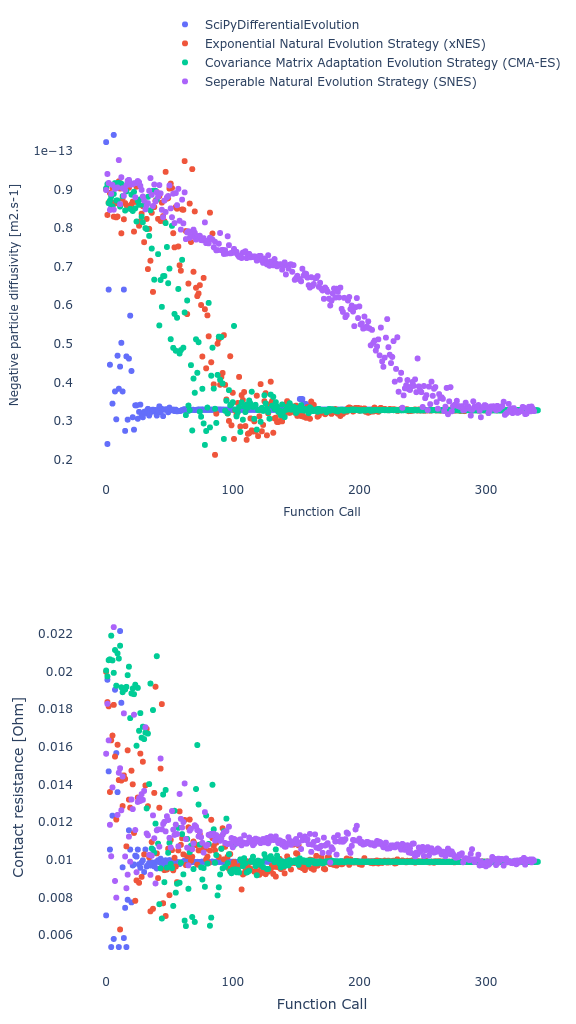 SciPyDifferentialEvolution
Exponential Natural Evolution Strategy (xNES)
Covariance Matrix Adaptation Evolution Strategy (CMA-ES)
Seperable Natural Evolution Strategy (SNES)
1e−13
0.9
0.8
0.7
0.6
0.5
0.4
0.3
0.2
Negative particle diffusivity [m2.s-1]
0 100 200 300
Function Call
0.022
0.02
0.018
0.016
0.014
0.012
0.01
0.008
0.006
Contact resistance [Ohm]
0 100 200 300
Function Call